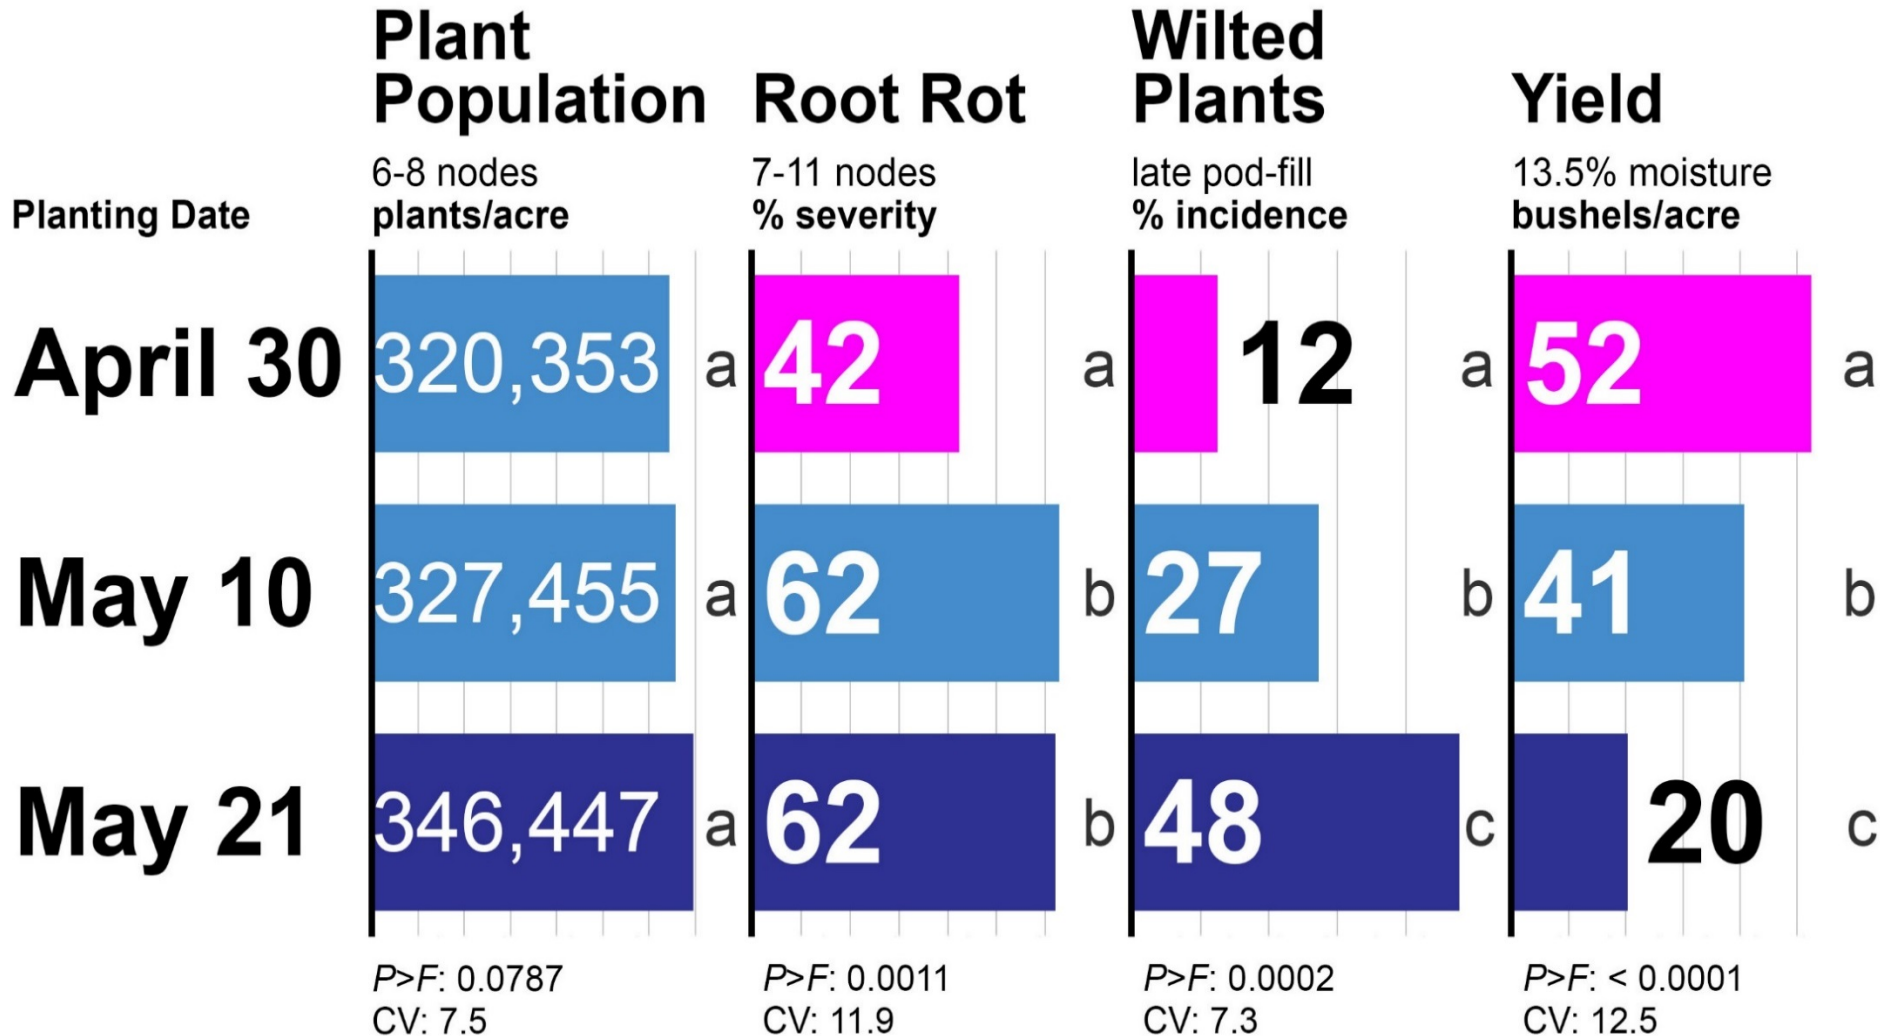 Plant
Population
Root Rot
Wilted
Plants
Yield
Planting Date
6-8 nodes
plants/acre
7-11 nodes
% severity
late pod-fill
% incidence
13.5% moisture
bushels/acre
April 30 320,353 a 42 a 12 a 52 a
May 10 327,455 a 62 b 27 b 41 b
May 21 346,447 a 62 b 48 c 20 c
P>F: 0.0787
CV: 7.5
P>F: 0.0011
CV: 11.9
P>F: 0.0002
CV: 7.3
P>F: < 0.0001
CV: 12.5